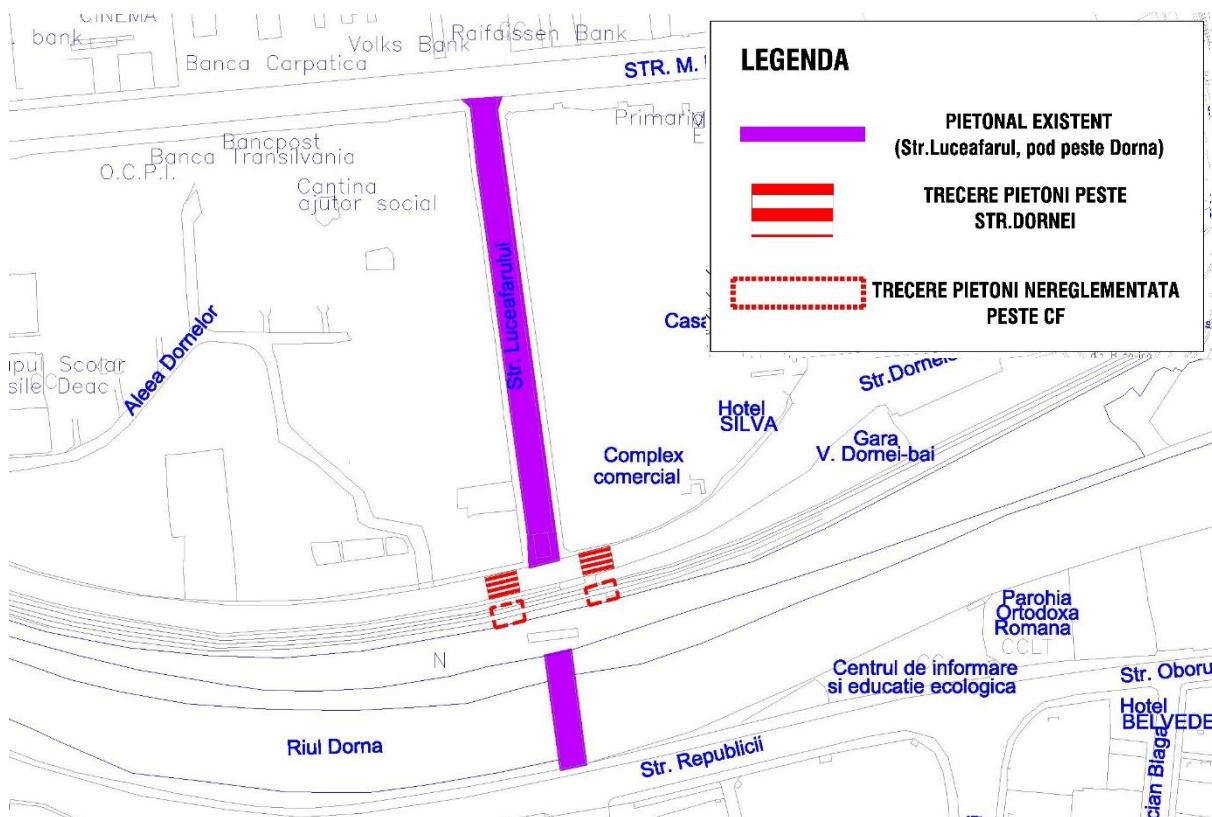 CINEMA
bank
Volks Bank
Raifaissen Bank
Banca Carpatica
STR. M.
Bancpost
Banca Transilvania
O.C.P.I.
Cantina
ajutor social
Primaria
LEGENDA
PIETONAL EXISTENT
(Str.Luceafarul, pod peste Dorna)
TRECERE PIETONI PESTE
STR.DORNEI
TRECERE PIETONI NEREGLEMENTATA
PESTE CF
Str. Luceafarului
Aleea Dornelor
Scolar
Deac
Casa
Str.Dornelor
Hotel
SILVA
Gara
V. Dornei-bai
Complex
comercial
N
Parohia
Ortodoxa
Romana
CCLT
Centrul de informare
si educatie ecologica
Str. Oboru
Hotel
BELVEDE
Riul Dorna
Str. Republicii
cian Blaga